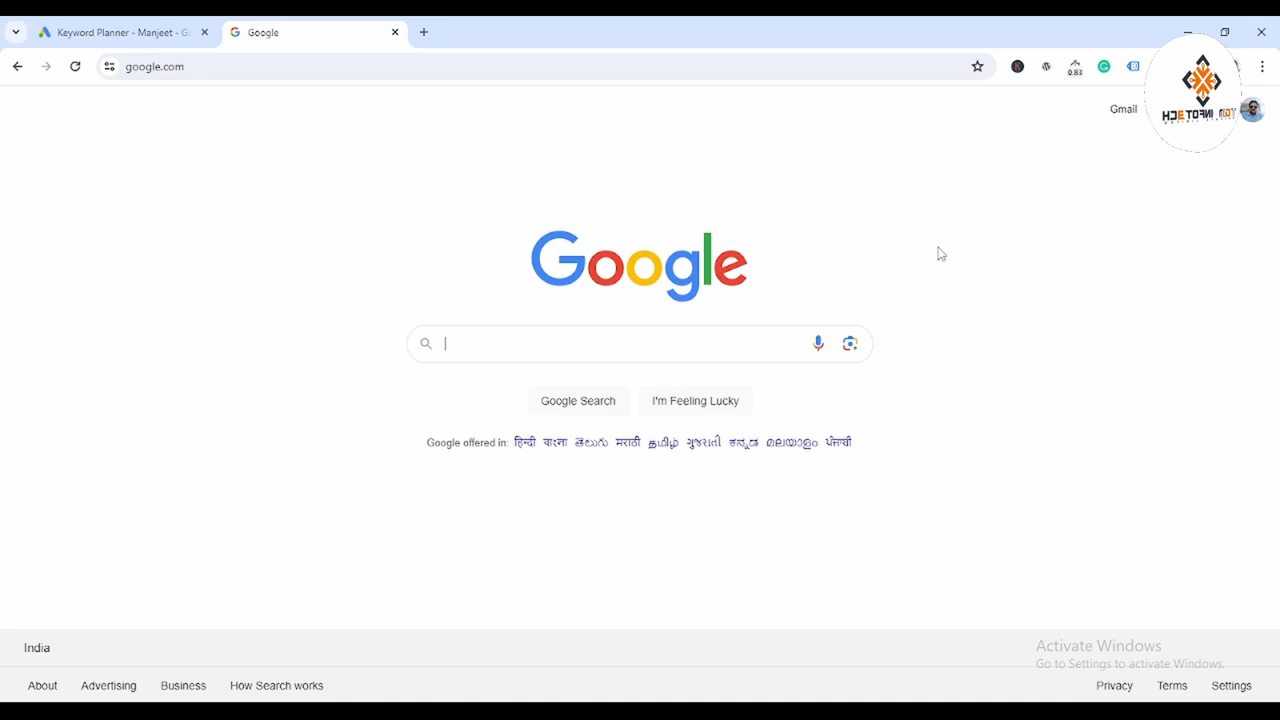 Keyword Planner - Manjeet - G
Google
google.com
0.83
Gmail
Google
Google Search
I'm Feeling Lucky
Google offered in: हिन्दी বাংলা తెలుగు मराठी தமிழ் ગુજરાતી ಕನ್ನಡ മലയാളം ਪੰਜਾਬੀ
India
Activate Windows
Go to Settings to activate Windows.
About Advertising Business How Search works
Privacy Terms Settings